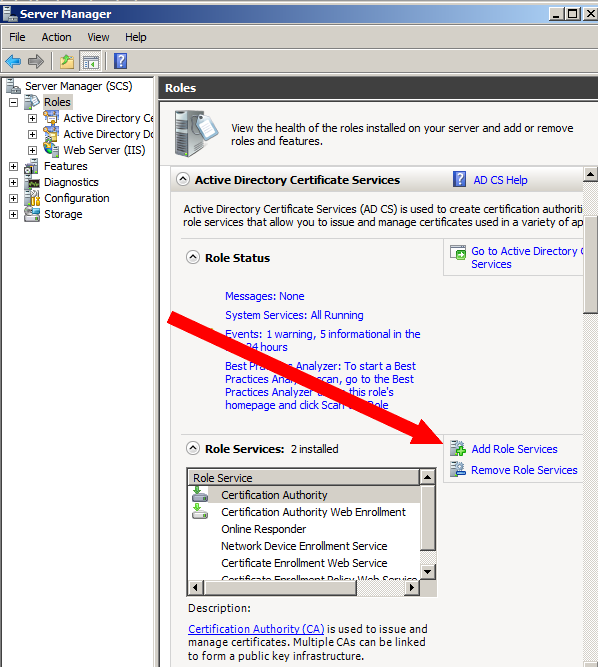 Server Manager
File Action View Help
Server Manager (SCS)
Roles
Active Directory Ce
Active Directory Do
Web Server (IIS)
Features
Diagnostics
Configuration
Storage
Roles
View the health of the roles installed on your server and add or remove
roles and features.
Active Directory Certificate Services
AD CS Help
Active Directory Certificate Services (AD CS) is used to create certification authoriti
role services that allow you to issue and manage certificates used in a variety of ap
Role Status
Go to Active Directory C
Services
Messages: None
System Services: All Running
Events: 1 warning, 5 informational in the
24 hours
Best Practices Analyzer: To start a Best
Practices Analyzer scan, go to the Best
Practices Analyzer this role's
homepage and click Scan Role
Role Services: 2 installed
Add Role Services
Remove Role Services
Role Service
Certification Authority
Certification Authority Web Enrollment
Online Responder
Network Device Enrollment Service
Certificate Enrollment Web Service
Certificate Enrollment Policy Web Service
Description:
Certification Authority (CA) is used to issue and
manage certificates. Multiple CAs can be linked
to form a public key infrastructure.